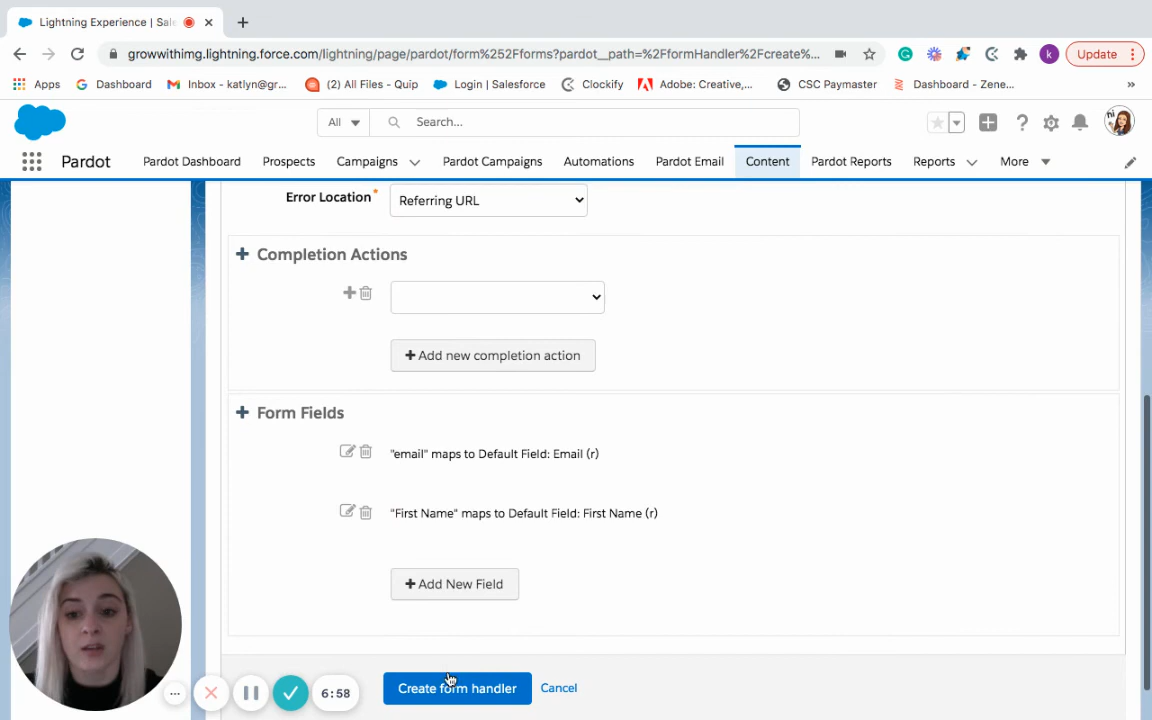 Lightning Experience | Sale
growwithimg.lightning.force.com/lightning/page/pardot/form%252Fforms?pardot__path=%2FformHandler%2Fcreate%...
k
Update
Apps
Dashboard
Inbox - katlyn@gr...
(2) All Files - Quip
Login | Salesforce
Clockify
Adobe: Creative,...
CSC Paymaster
Dashboard - Zene...
»
All
Search...
Pardot
Pardot Dashboard
Prospects
Campaigns
Pardot Campaigns
Automations
Pardot Email
Content
Pardot Reports
Reports
More
Error Location*
Referring URL
+ Completion Actions
+ Add new completion action
+ Form Fields
"email" maps to Default Field: Email (r)
"First Name" maps to Default Field: First Name (r)
+ Add New Field
6:58
Create form handler
Cancel